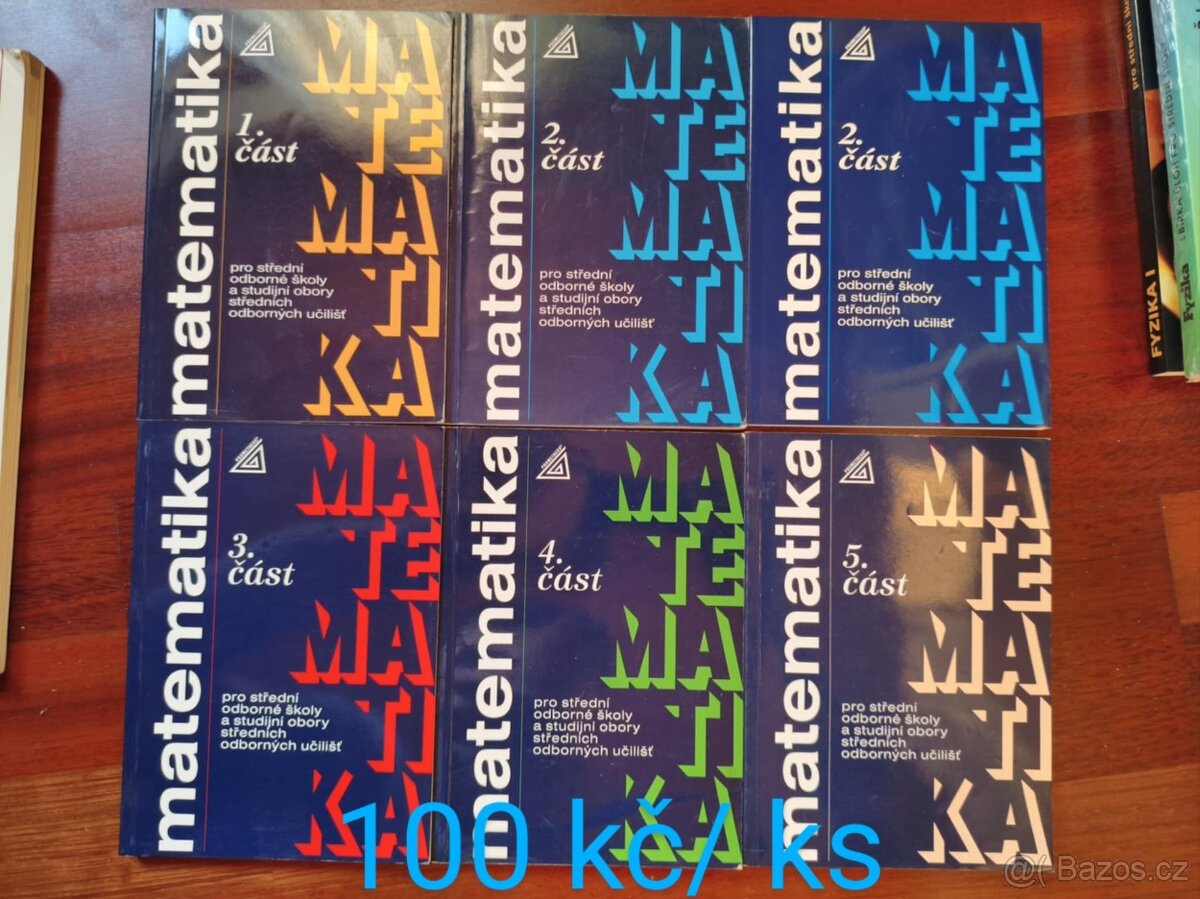 matematika
1.
část
pro střední
odborné školy
a studijní obory
středních
odborných učilišť
MA
TE
MA
TI
KA
matematika
2.
část
pro střední
odborné školy
a studijní obory
středních
odborných učilišť
MA
TE
MA
TI
KA
matematika
2.
část
pro střední
odborné školy
a studijní obory
středních
odborných učilišť
MA
TE
MA
TI
KA
matematika
3.
část
pro střední
odborné školy
a studijní obory
středních
odborných učilišť
MA
TE
MA
TI
KA
matematika
4.
část
pro střední
odborné školy
a studijní obory
středních
odborných učilišť
MA
TE
MA
TI
KA
matematika
5.
část
pro střední
odborné školy
a studijní obory
středních
odborných učilišť
MA
TE
MA
TI
KA
FYZIKA I
pro střední
Fyzika
100 kč/ ks
Bazos.cz